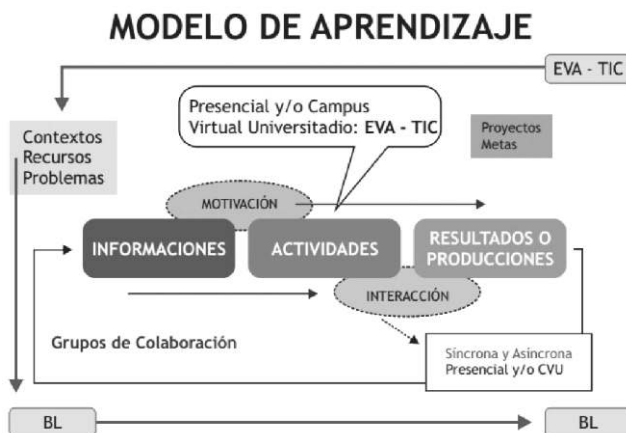 MODELO DE APRENDIZAJE
EVA - TIC
Presencial y/o Campus
Virtual Universitadio: EVA - TIC
Contextos
Recursos
Problemas
Proyectos
Metas
MOTIVACIÓN
INFORMACIONES
ACTIVIDADES
RESULTADOS O
PRODUCCIONES
INTERACCIÓN
Grupos de Colaboración
Síncrona y Asíncrona
Presencial y/o CVU
BL
BL